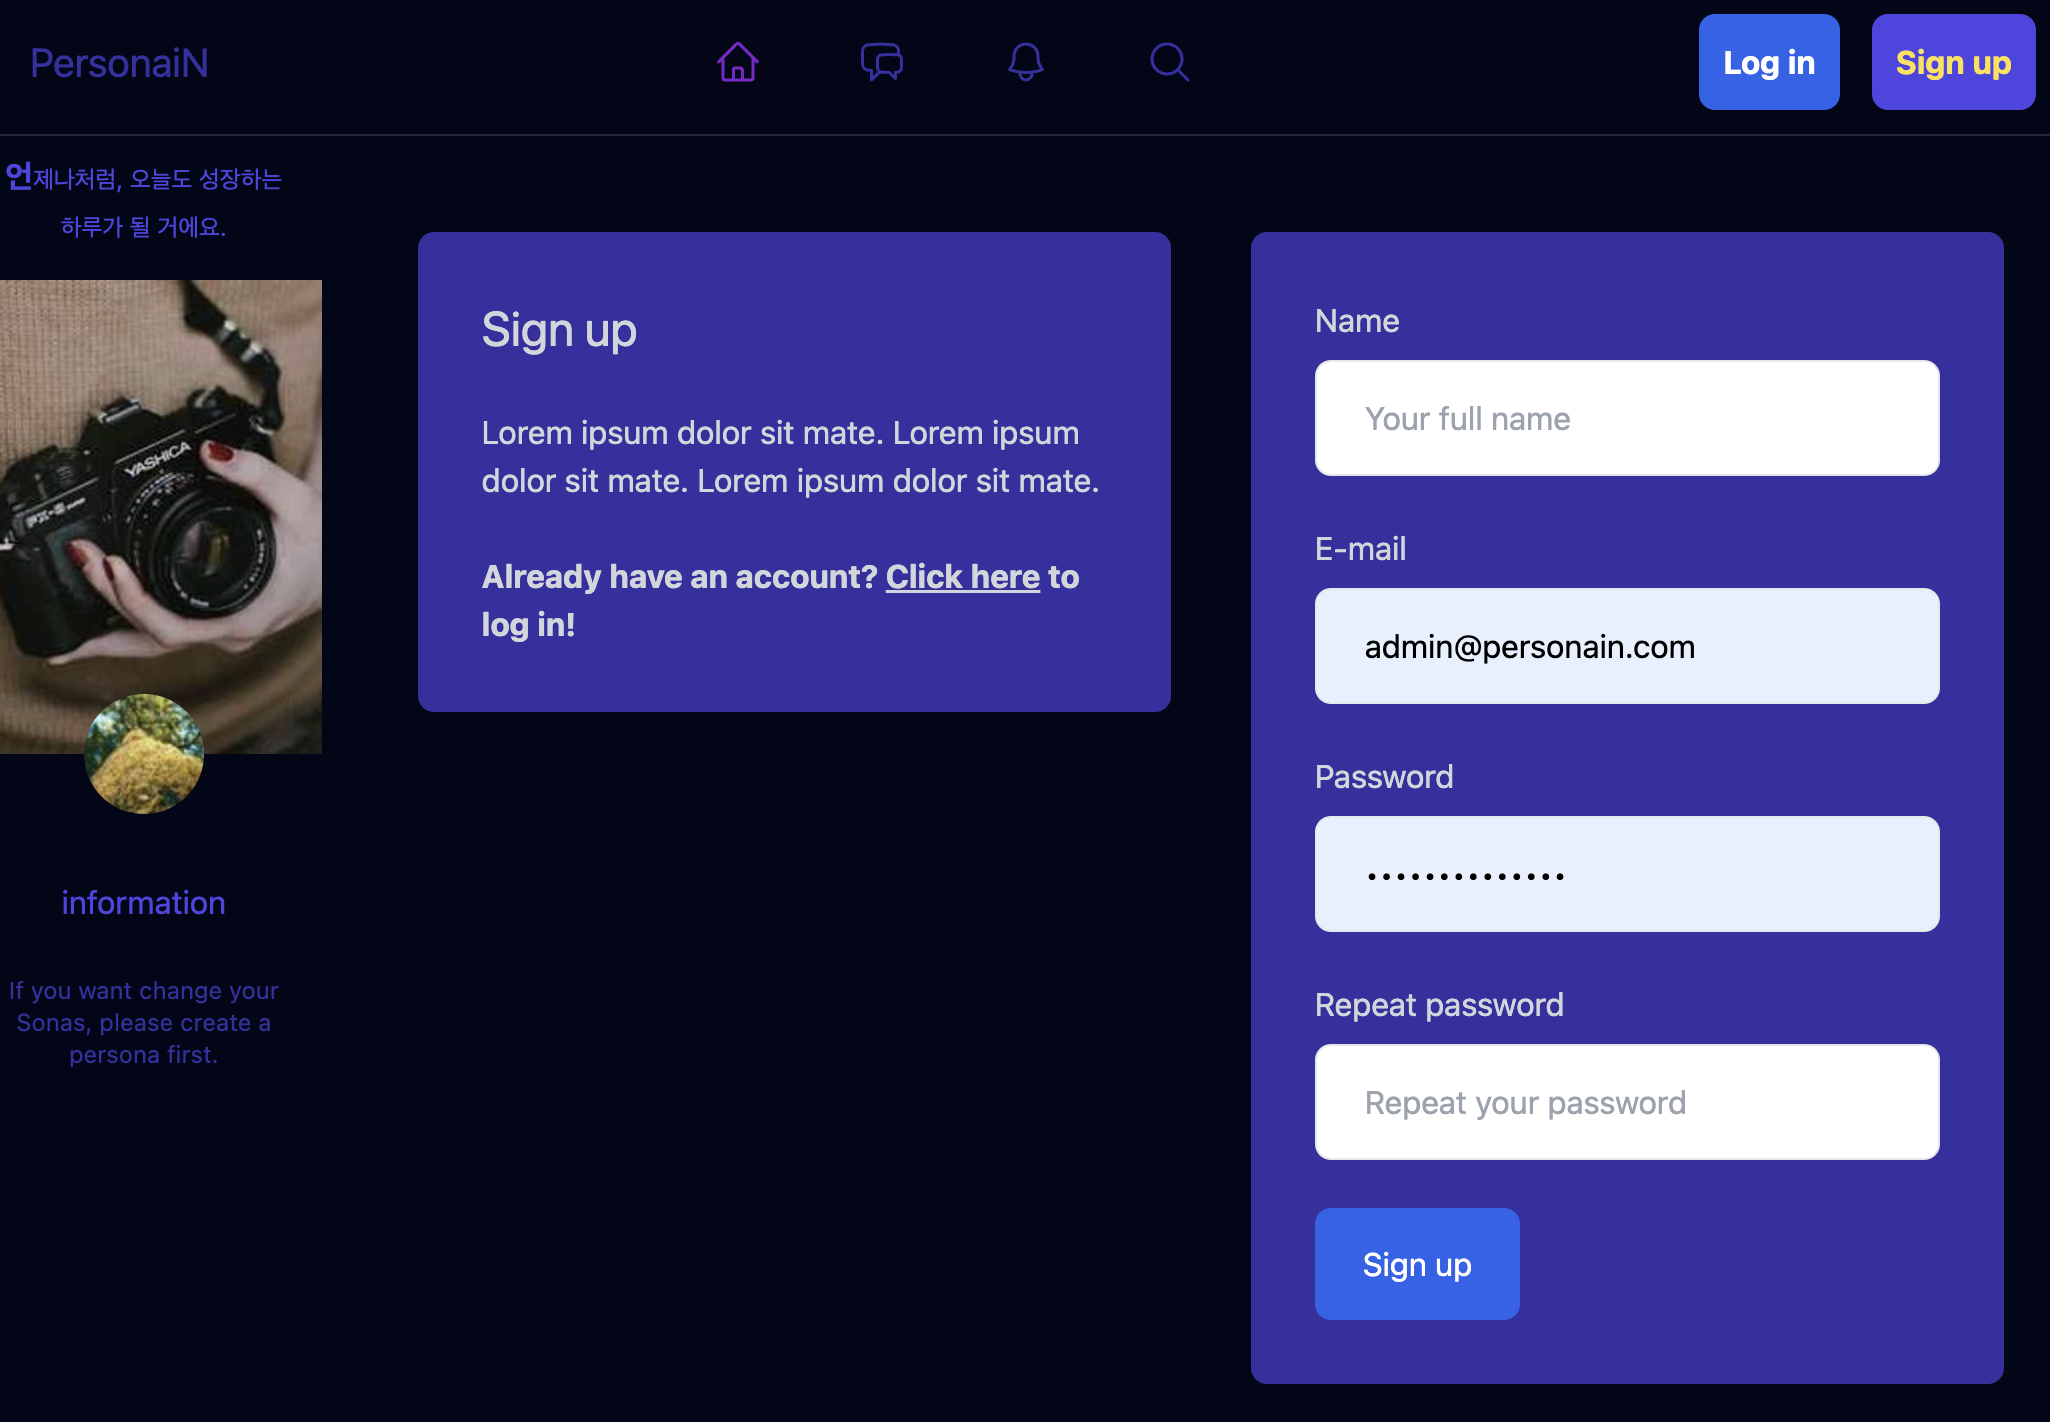 PersonaiN
Log in
Sign up
언제나처럼, 오늘도 성장하는
하루가 될 거에요.
YASHICA
information
If you want change your
Sonas, please create a
persona first.
Sign up
Lorem ipsum dolor sit mate. Lorem ipsum
dolor sit mate. Lorem ipsum dolor sit mate.
Already have an account? Click here to
log in!
Name
Your full name
E-mail
admin@personain.com
Password
••••••••••••••
Repeat password
Repeat your password
Sign up